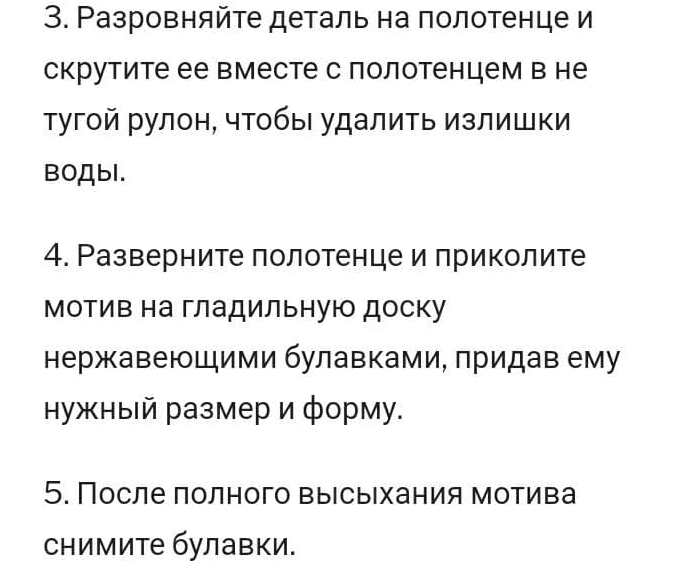 3. Разровняйте деталь на полотенце и
скрутите ее вместе с полотенцем в не
тугой рулон, чтобы удалить излишки
воды.
4. Разверните полотенце и приколите
мотив на гладильную доску
нержавеющими булавками, придав ему
нужный размер и форму.
5. После полного высыхания мотива
снимите булавки.